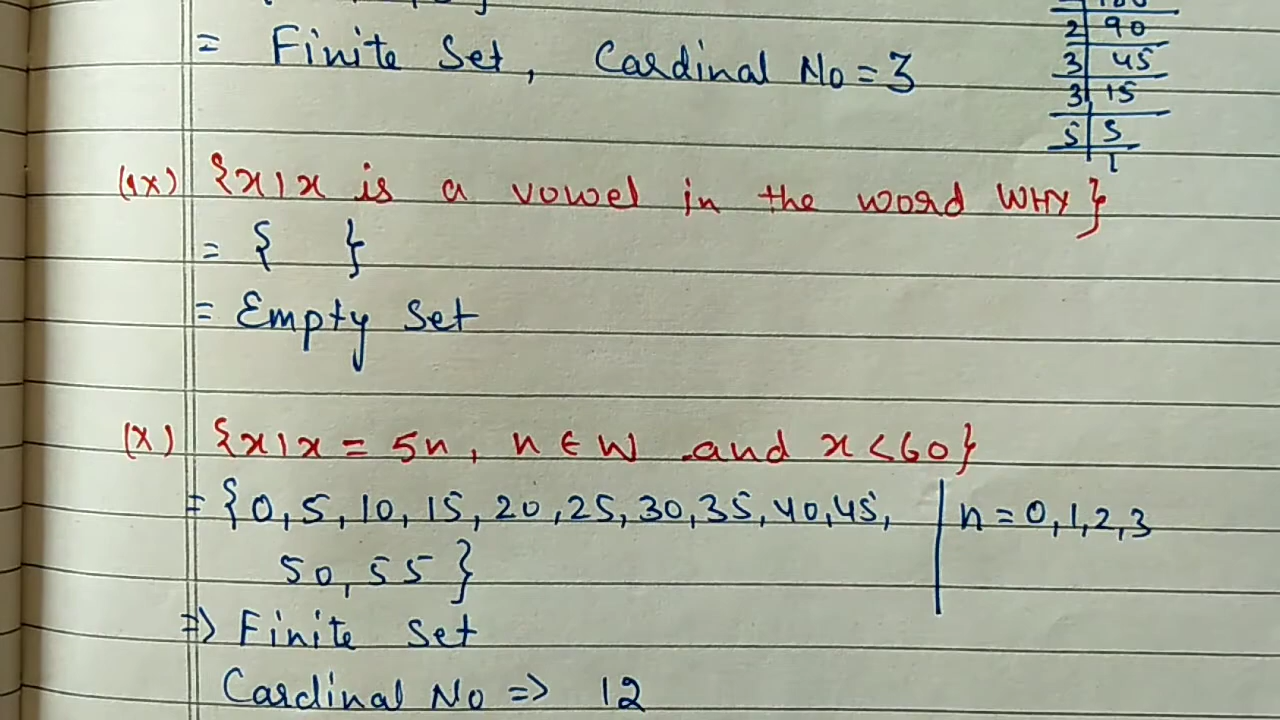 = Finite Set, Cardinal No = 3
2 90
3 45
3 15
5 5
1
(ix) {x | x is a vowel in the word WHY}
= { }
= Empty Set
(x) {x | x = 5n, n ∈ W and x < 60}
= {0, 5, 10, 15, 20, 25, 30, 35, 40, 45, | n = 0, 1, 2, 3
50, 55 }
=> Finite Set
Cardinal No => 12